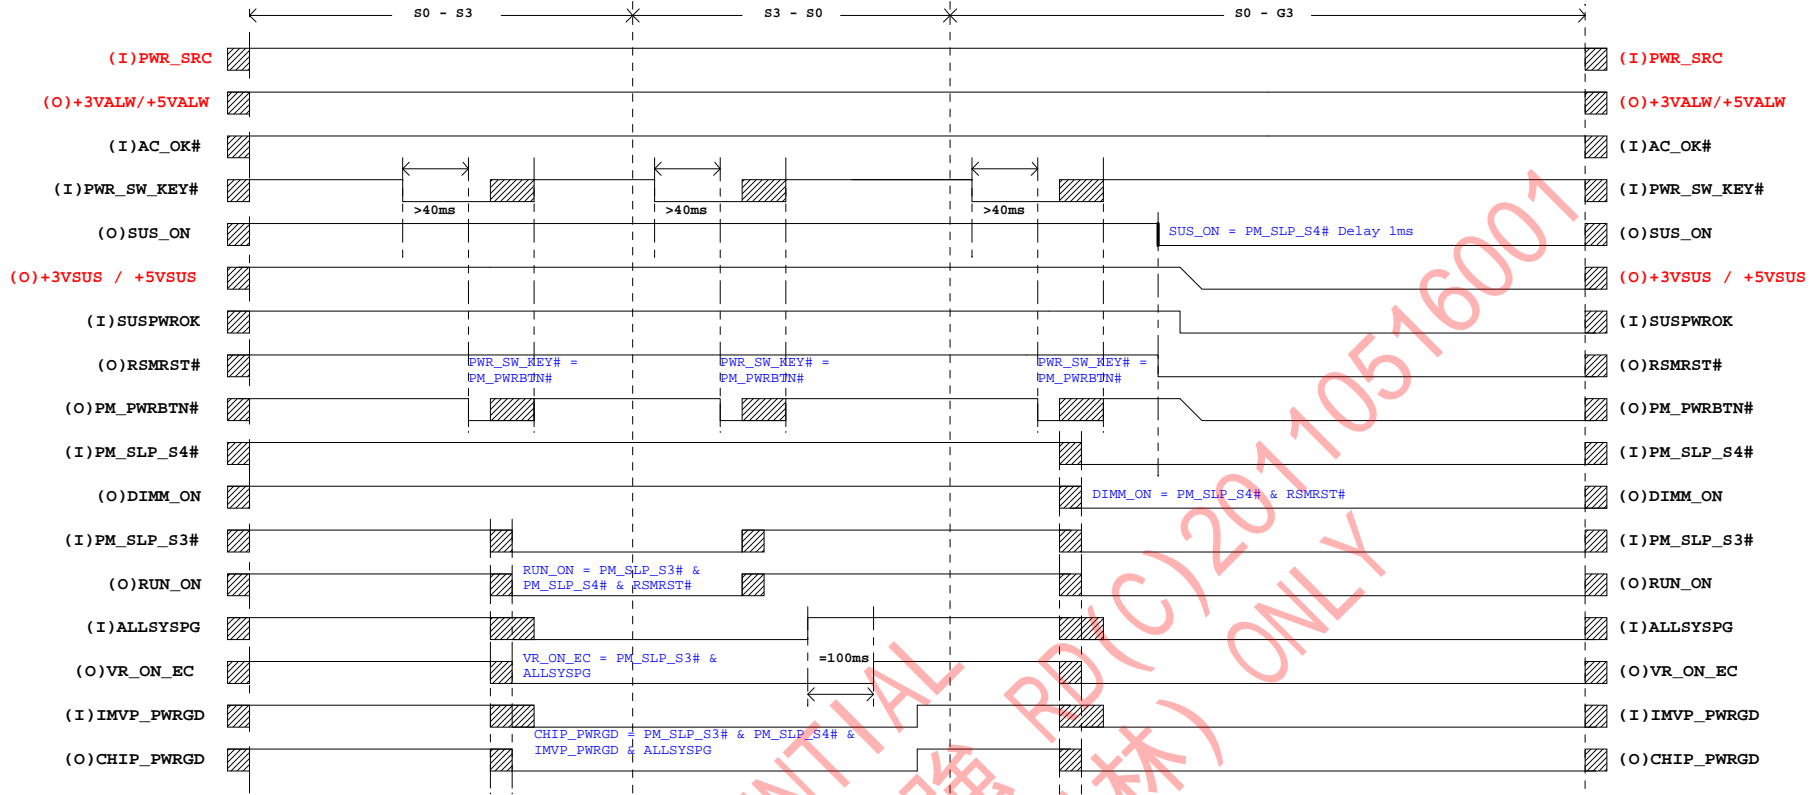 S0 - S3 S3 - S0 S0 - G3
(I)PWR_SRC (I)PWR_SRC
(O)+3VALW/+5VALW (O)+3VALW/+5VALW
(I)AC_OK# (I)AC_OK#
(I)PWR_SW_KEY# (I)PWR_SW_KEY#
>40ms >40ms >40ms
(O)SUS_ON SUS_ON = PM_SLP_S4# Delay 1ms (O)SUS_ON
(O)+3VSUS / +5VSUS (O)+3VSUS / +5VSUS
(I)SUSPWROK (I)SUSPWROK
(O)RSMRST# PWR_SW_KEY# = PWR_SW_KEY# = PWR_SW_KEY# = (O)RSMRST#
PM_PWRBTN# PM_PWRBTN# PM_PWRBTN#
(O)PM_PWRBTN# (O)PM_PWRBTN#
(I)PM_SLP_S4# (I)PM_SLP_S4#
(O)DIMM_ON DIMM_ON = PM_SLP_S4# & RSMRST# (O)DIMM_ON
(I)PM_SLP_S3# (I)PM_SLP_S3#
RUN_ON = PM_SLP_S3# &
(O)RUN_ON PM_SLP_S4# & RSMRST# (O)RUN_ON
(I)ALLSYSPG (I)ALLSYSPG
VR_ON_EC = PM_SLP_S3# & =100ms
(O)VR_ON_EC ALLSYSPG (O)VR_ON_EC
(I)IMVP_PWRGD (I)IMVP_PWRGD
CHIP_PWRGD = PM_SLP_S3# & PM_SLP_S4# &
IMVP_PWRGD & ALLSYSPG
(O)CHIP_PWRGD (O)CHIP_PWRGD
NTIAL
強 RD(C)20110516001
林) ONLY